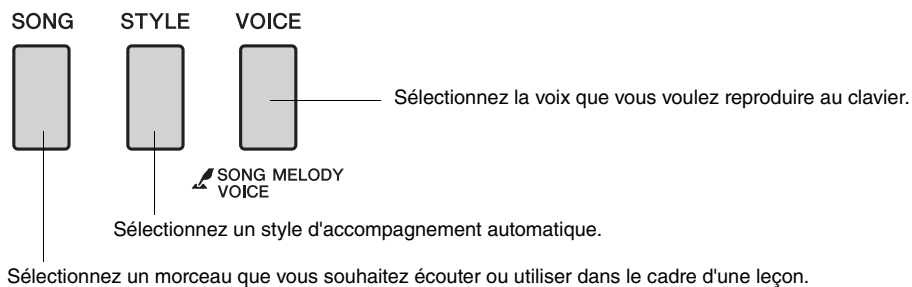 SONG STYLE VOICE
Sélectionnez la voix que vous voulez reproduire au clavier.
SONG MELODY
VOICE
Sélectionnez un style d'accompagnement automatique.
Sélectionnez un morceau que vous souhaitez écouter ou utiliser dans le cadre d'une leçon.